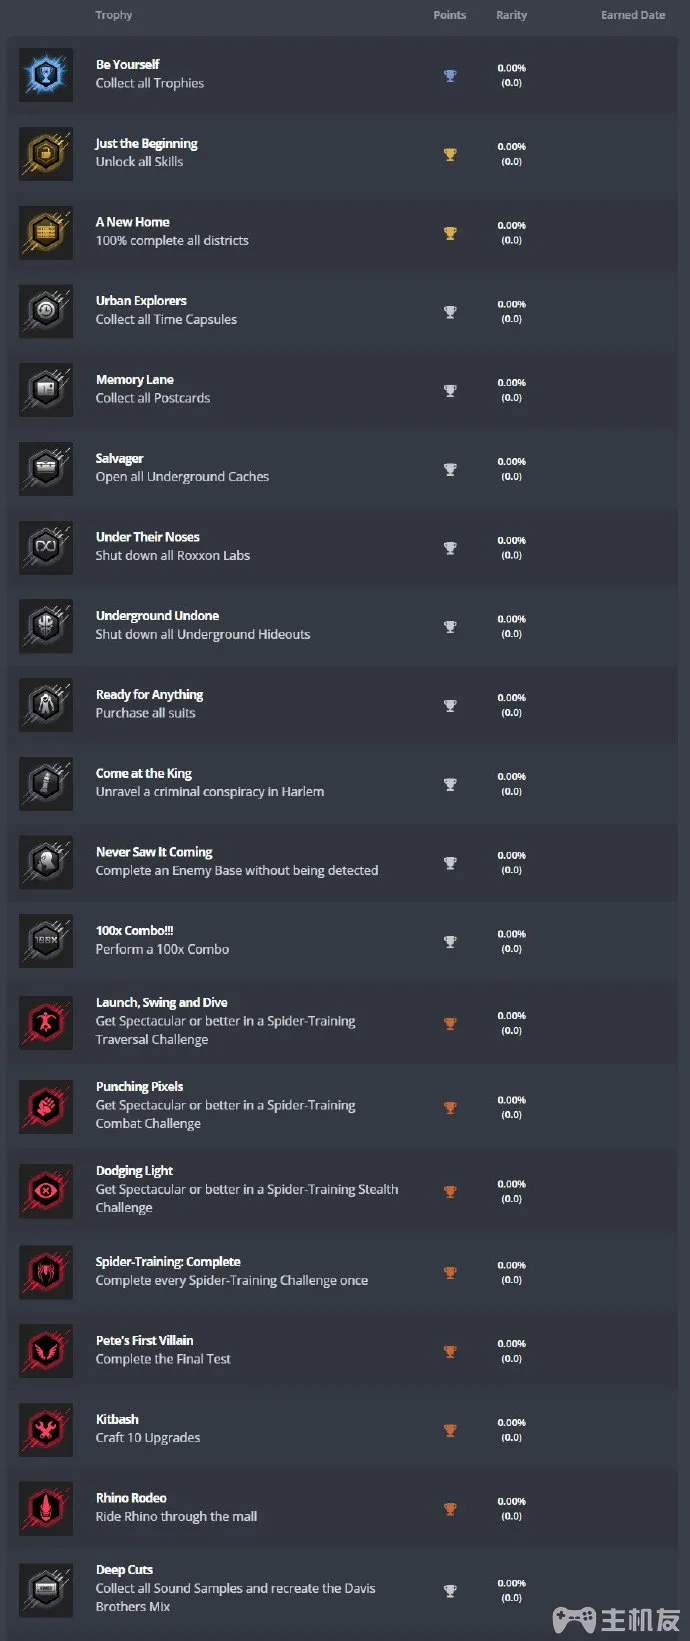 Trophy Points Rarity Earned Date
Be Yourself
Collect all Trophies
0.00%
(0.0)
Just the Beginning
Unlock all Skills
0.00%
(0.0)
A New Home
100% complete all districts
0.00%
(0.0)
Urban Explorers
Collect all Time Capsules
0.00%
(0.0)
Memory Lane
Collect all Postcards
0.00%
(0.0)
Salvager
Open all Underground Caches
0.00%
(0.0)
Under Their Noses
Shut down all Roxxon Labs
0.00%
(0.0)
Underground Undone
Shut down all Underground Hideouts
0.00%
(0.0)
Ready for Anything
Purchase all suits
0.00%
(0.0)
Come at the King
Unravel a criminal conspiracy in Harlem
0.00%
(0.0)
Never Saw It Coming
Complete an Enemy Base without being detected
0.00%
(0.0)
100X
100x Combo!!!
Perform a 100x Combo
0.00%
(0.0)
Launch, Swing and Dive
Get Spectacular or better in a Spider-Training
Traversal Challenge
0.00%
(0.0)
Punching Pixels
Get Spectacular or better in a Spider-Training
Combat Challenge
0.00%
(0.0)
Dodging Light
Get Spectacular or better in a Spider-Training Stealth
Challenge
0.00%
(0.0)
Spider-Training: Complete
Complete every Spider-Training Challenge once
0.00%
(0.0)
Pete's First Villain
Complete the Final Test
0.00%
(0.0)
Kitbash
Craft 10 Upgrades
0.00%
(0.0)
Rhino Rodeo
Ride Rhino through the mall
0.00%
(0.0)
Deep Cuts
Collect all Sound Samples and recreate the Davis
Brothers Mix
0.00%
(0.0)
主机友